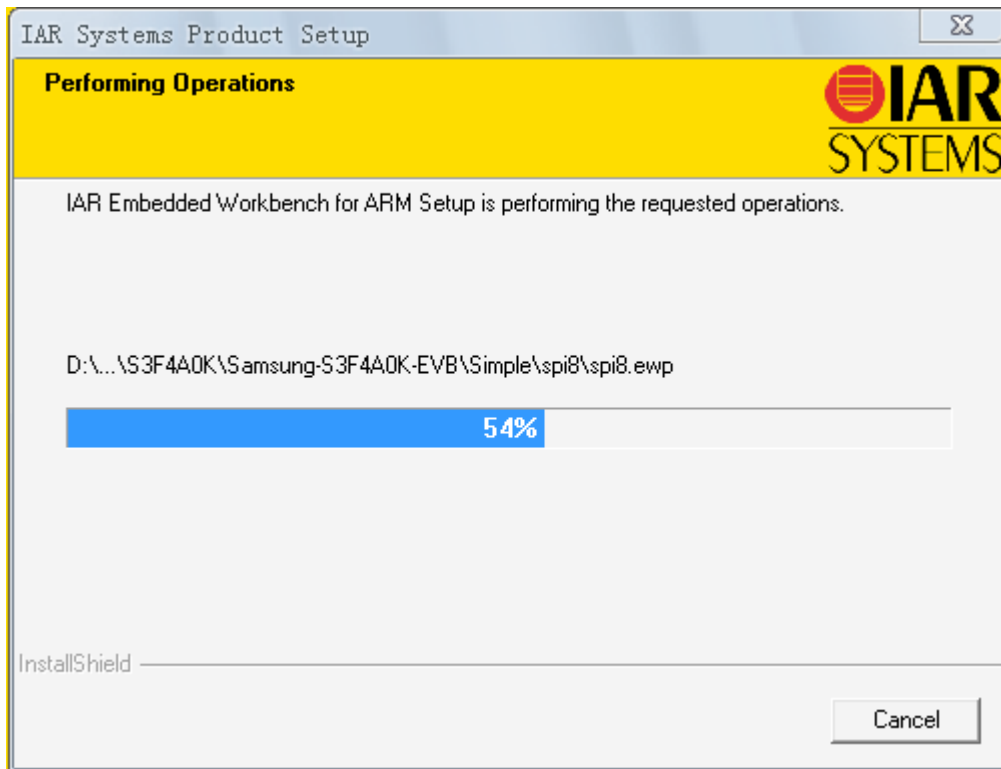 IAR Systems Product Setup
Performing Operations
IAR
SYSTEMS
IAR Embedded Workbench for ARM Setup is performing the requested operations.
D:\...\S3F4A0K\Samsung-S3F4A0K-EVB\Simple\spi8\spi8.ewp
54%
InstallShield
Cancel